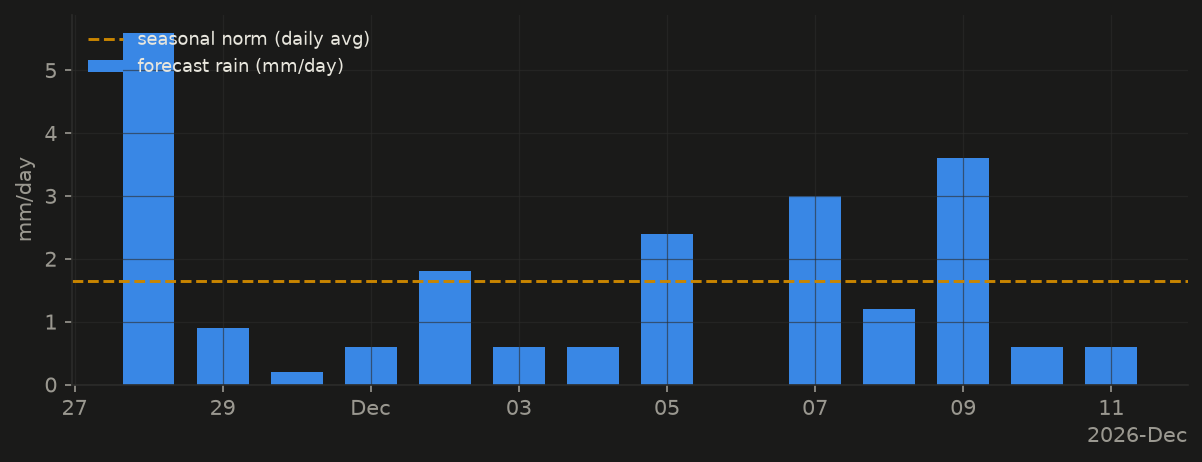 seasonal norm (daily avg)
forecast rain (mm/day)
mm/day
5
4
3
2
1
0
27 29 Dec 03 05 07 09 11
2026-Dec